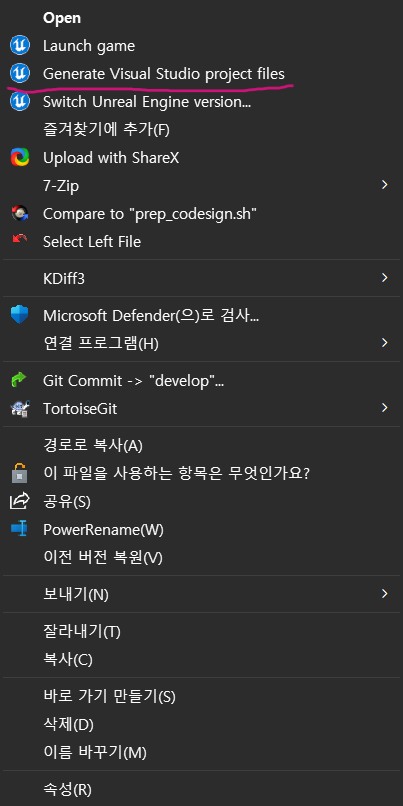 Open
Launch game
Generate Visual Studio project files
Switch Unreal Engine version...
즐겨찾기에 추가(F)
Upload with ShareX
7-Zip
Compare to "prep_codesign.sh"
Select Left File
KDiff3
Microsoft Defender(으)로 검사...
연결 프로그램(H)
Git Commit -> "develop"...
TortoiseGit
경로로 복사(A)
이 파일을 사용하는 항목은 무엇인가요?
공유(S)
PowerRename(W)
이전 버전 복원(V)
보내기(N)
잘라내기(T)
복사(C)
바로 가기 만들기(S)
삭제(D)
이름 바꾸기(M)
속성(R)